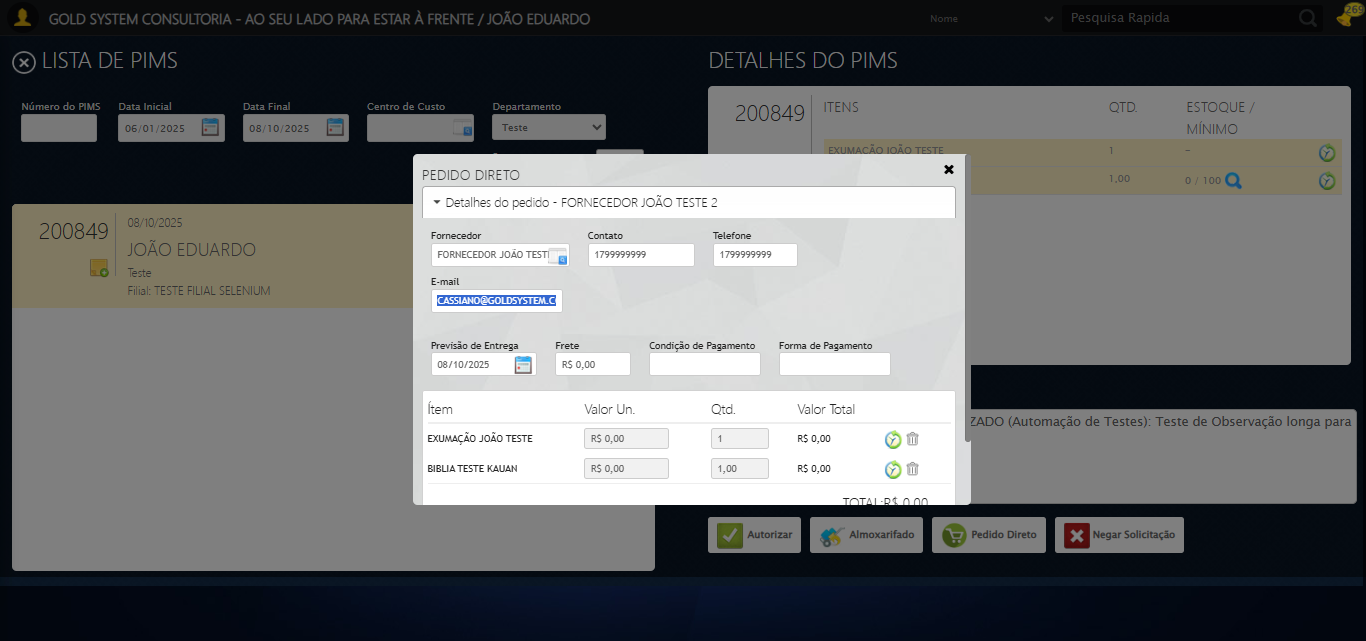 GOLD SYSTEM CONSULTORIA - AO SEU LADO PARA ESTAR À FRENTE / JOÃO EDUARDO
Nome
Pesquisa Rapida
269
LISTA DE PIMS
Número do PIMS
Data Inicial
Data Final
Centro de Custo
Departamento
06/01/2025
08/10/2025
Teste
200849
08/10/2025
JOÃO EDUARDO
Teste
Filial: TESTE FILIAL SELENIUM
DETALHES DO PIMS
200849
ITENS
QTD.
ESTOQUE /
MÍNIMO
EXUMAÇÃO JOÃO TESTE
1
-
1,00
0 / 100
PEDIDO DIRETO
Detalhes do pedido - FORNECEDOR JOÃO TESTE 2
Fornecedor
Contato
Telefone
FORNECEDOR JOÃO TEST
1799999999
1799999999
E-mail
CASSIANO@GOLDSYSTEM.C
Previsão de Entrega
Frete
Condição de Pagamento
Forma de Pagamento
08/10/2025
R$ 0,00
Ítem
Valor Un.
Qtd.
Valor Total
EXUMAÇÃO JOÃO TESTE
R$ 0,00
1
R$ 0,00
BIBLIA TESTE KAUAN
R$ 0,00
1,00
R$ 0,00
TOTAL:R$ 0,00
ZADO (Automação de Testes): Teste de Observação longa para
Autorizar
Almoxarifado
Pedido Direto
Negar Solicitação